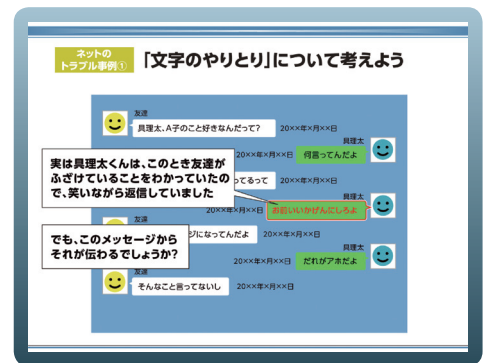 ネットの
トラブル事例①
「文字のやりとり」について考えよう
友達
具理太、A子のこと好きなんだって?
20××年×月××日
具理太
20××年×月××日
何言ってんだよ
実は具理太くんは、このとき友達が
ふざけていることをわかっていたの
で、笑いながら返信していました
ってるって
20××年×月××日
具理太
20××年×月××日
お前いいかげんにしろよ
でも、このメッセージから
それが伝わるでしょうか?
友達
ジになってんだよ
20××年×月××日
具理太
20××年×月××日
だれがアホだよ
そんなこと言ってないし
20××年×月××日